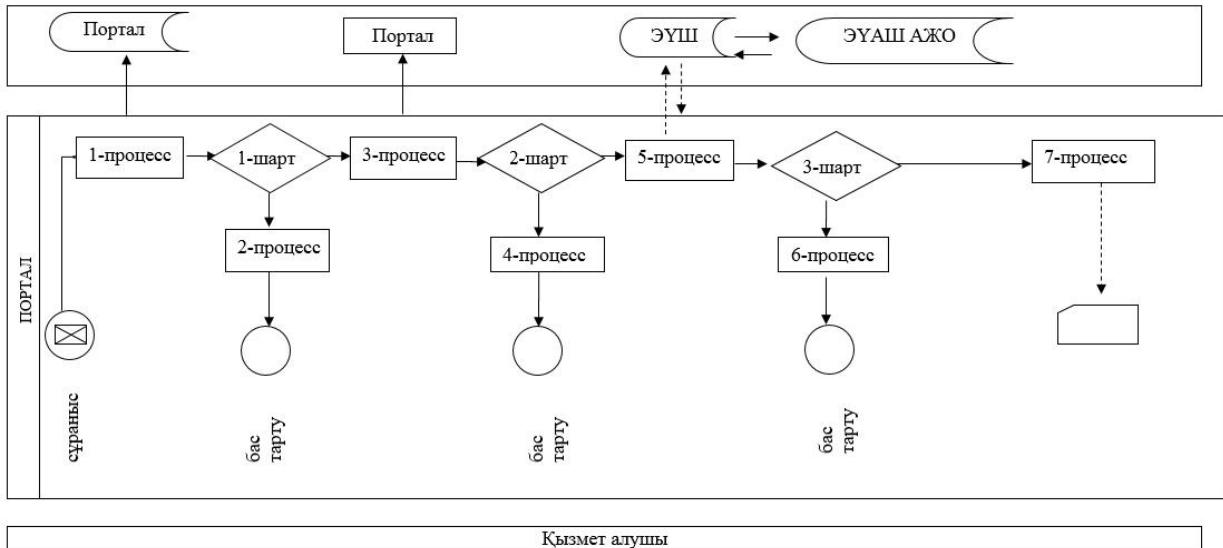 Портал
Портал
ЭҮШ
ЭҮАШ АЖО
1-процесс
1-шарт
3-процесс
2-шарт
5-процесс
3-шарт
7-процесс
2-процесс
4-процесс
6-процесс
ПОРТАЛ
сұраныс
бас
тарту
бас
тарту
бас
тарту
Қызмет алушы